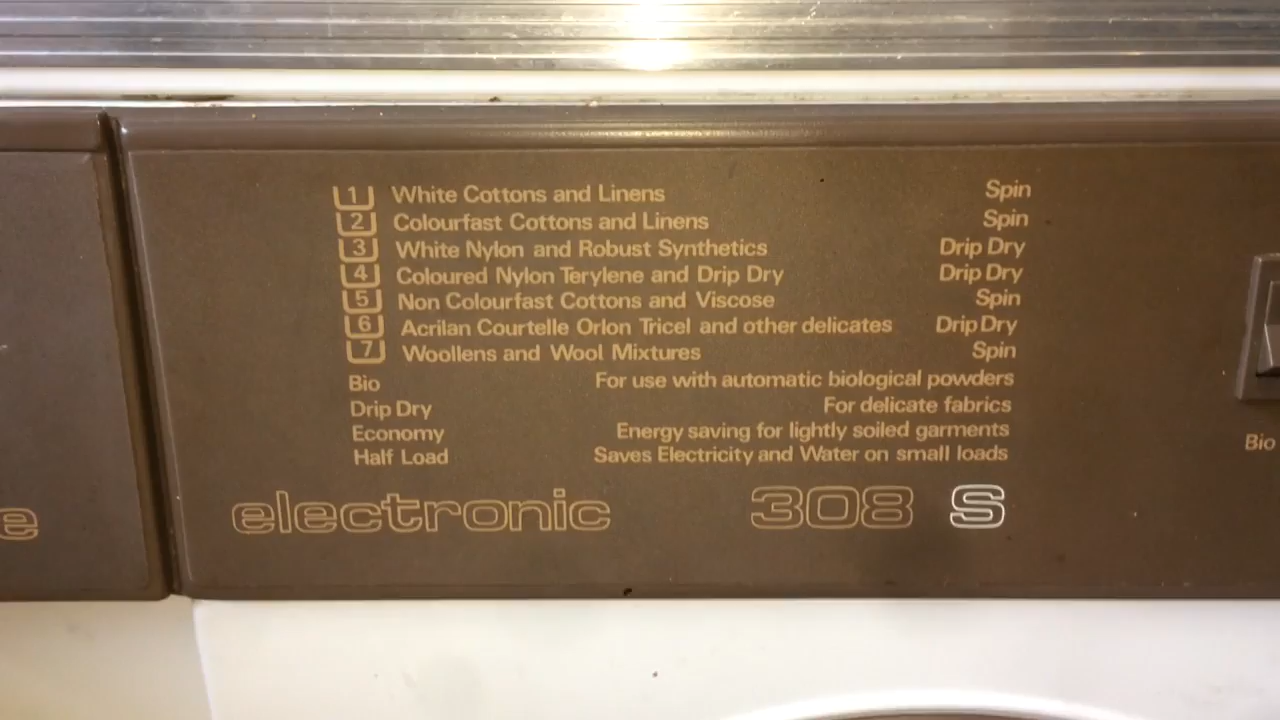 1 White Cottons and Linens Spin
2 Colourfast Cottons and Linens Spin
3 White Nylon and Robust Synthetics Drip Dry
4 Coloured Nylon Terylene and Drip Dry Drip Dry
5 Non Colourfast Cottons and Viscose Spin
6 Acrilan Courtelle Orlon Tricel and other delicates Drip Dry
7 Woollens and Wool Mixtures Spin
Bio For use with automatic biological powders
Drip Dry For delicate fabrics
Economy Energy saving for lightly soiled garments
Half Load Saves Electricity and Water on small loads
Bio
electronic 308 S